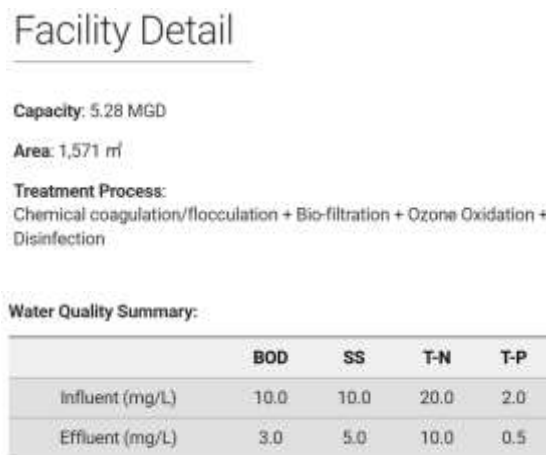 Facility Detail
Capacity: 5.28 MGD
Area: 1,571 ㎡
Treatment Process:
Chemical coagulation/flocculation + Bio-filtration + Ozone Oxidation +
Disinfection
Water Quality Summary:
BOD SS T-N T-P
Influent (mg/L) 10.0 10.0 20.0 2.0
Effluent (mg/L) 3.0 5.0 10.0 0.5